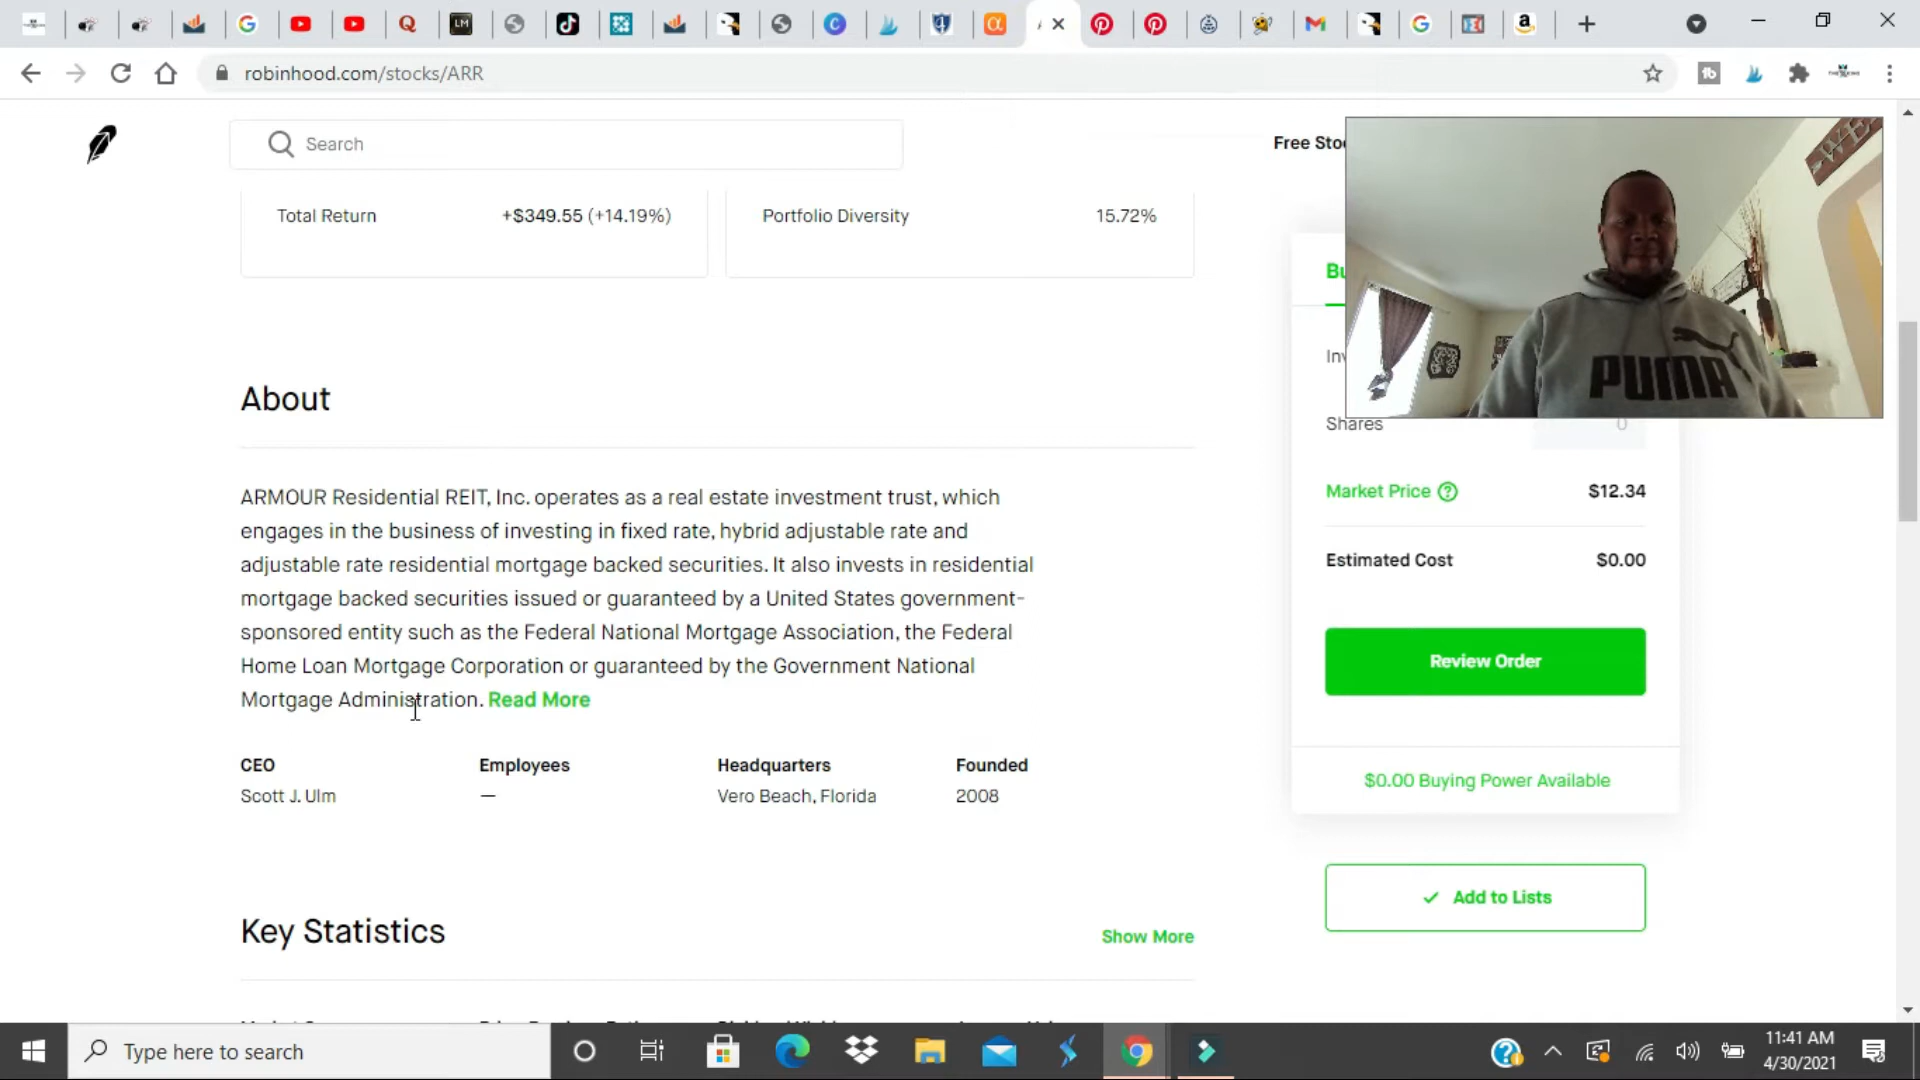 robinhood.com/stocks/ARR
Search
Free Sto
Total Return +$349.55 (+14.19%)
Portfolio Diversity 15.72%
WE
PUMA
About
ARMOUR Residential REIT, Inc. operates as a real estate investment trust, which
engages in the business of investing in fixed rate, hybrid adjustable rate and
adjustable rate residential mortgage backed securities. It also invests in residential
mortgage backed securities issued or guaranteed by a United States government-
sponsored entity such as the Federal National Mortgage Association, the Federal
Home Loan Mortgage Corporation or guaranteed by the Government National
Mortgage Administration. Read More
CEO Employees Headquarters Founded
Scott J. Ulm — Vero Beach, Florida 2008
Key Statistics Show More
Bu
Inv
Shares 0
Market Price $12.34
Estimated Cost $0.00
Review Order
$0.00 Buying Power Available
Add to Lists
Type here to search
11:41 AM
4/30/2021